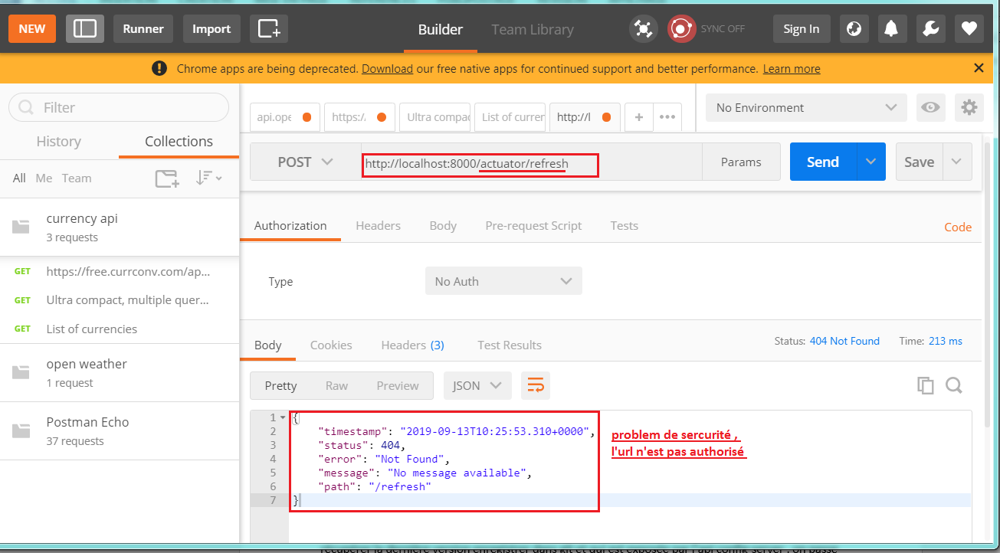 NEW
Runner
Import
Builder
Team Library
SYNC OFF
Sign In
Chrome apps are being deprecated. Download our free native apps for continued support and better performance. Learn more
Filter
History
Collections
All
Me
Team
currency api
3 requests
GET https://free.currconv.com/ap...
GET Ultra compact, multiple quer...
GET List of currencies
open weather
1 request
Postman Echo
37 requests
api.ope
https:/
Ultra compac
List of curren
http://l
No Environment
POST
http://localhost:8000/actuator/refresh
Params
Send
Save
Authorization
Headers
Body
Pre-request Script
Tests
Code
Type
No Auth
Body
Cookies
Headers (3)
Test Results
Status: 404 Not Found
Time: 213 ms
Pretty
Raw
Preview
JSON
1 {
2 "timestamp": "2019-09-13T10:25:53.310+0000",
3 "status": 404,
4 "error": "Not Found",
5 "message": "No message available",
6 "path": "/refresh"
7 }
problem de sercurité ,
l'url n'est pas authorisé